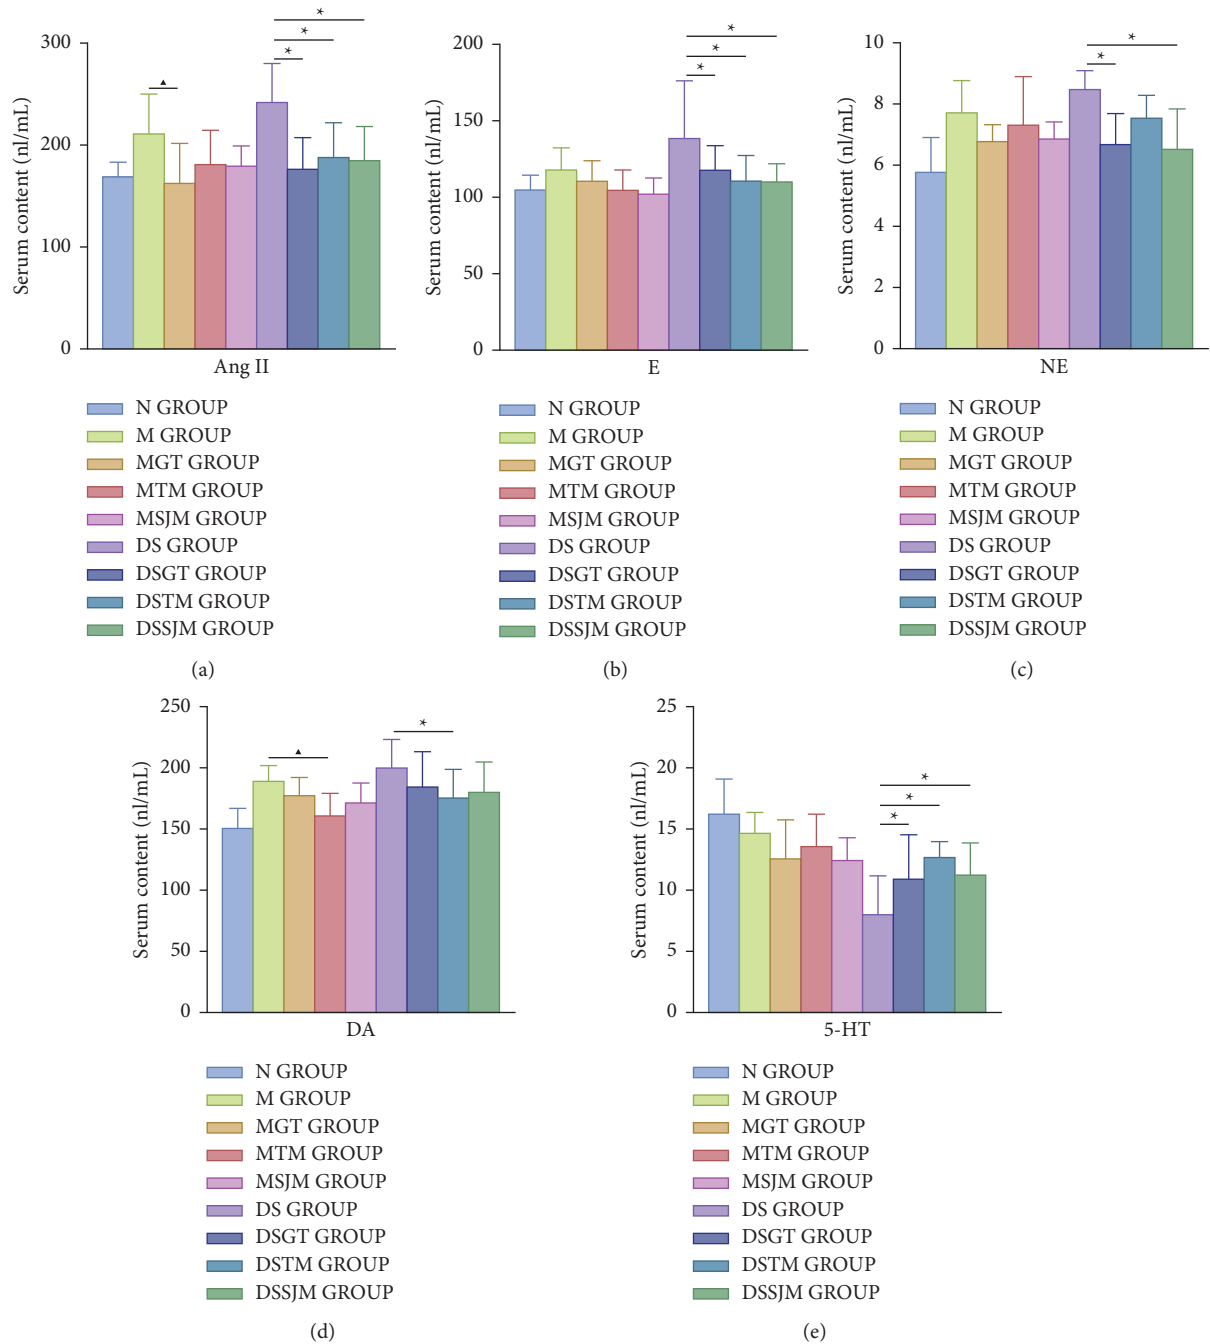 Serum content (nl/mL)
300
200
100
0
*
*
*
▲
Ang II
N GROUP
M GROUP
MGT GROUP
MTM GROUP
MSJM GROUP
DS GROUP
DSGT GROUP
DSTM GROUP
DSSJM GROUP
(a)
Serum content (nl/mL)
200
150
100
50
0
*
*
*
E
N GROUP
M GROUP
MGT GROUP
MTM GROUP
MSJM GROUP
DS GROUP
DSGT GROUP
DSTM GROUP
DSSJM GROUP
(b)
Serum content (nl/mL)
10
8
6
4
2
0
*
*
NE
N GROUP
M GROUP
MGT GROUP
MTM GROUP
MSJM GROUP
DS GROUP
DSGT GROUP
DSTM GROUP
DSSJM GROUP
(c)
Serum content (nl/mL)
250
200
150
100
50
0
▲
*
DA
N GROUP
M GROUP
MGT GROUP
MTM GROUP
MSJM GROUP
DS GROUP
DSGT GROUP
DSTM GROUP
DSSJM GROUP
(d)
Serum content (nl/mL)
25
20
15
10
5
0
*
*
*
5-HT
N GROUP
M GROUP
MGT GROUP
MTM GROUP
MSJM GROUP
DS GROUP
DSGT GROUP
DSTM GROUP
DSSJM GROUP
(e)